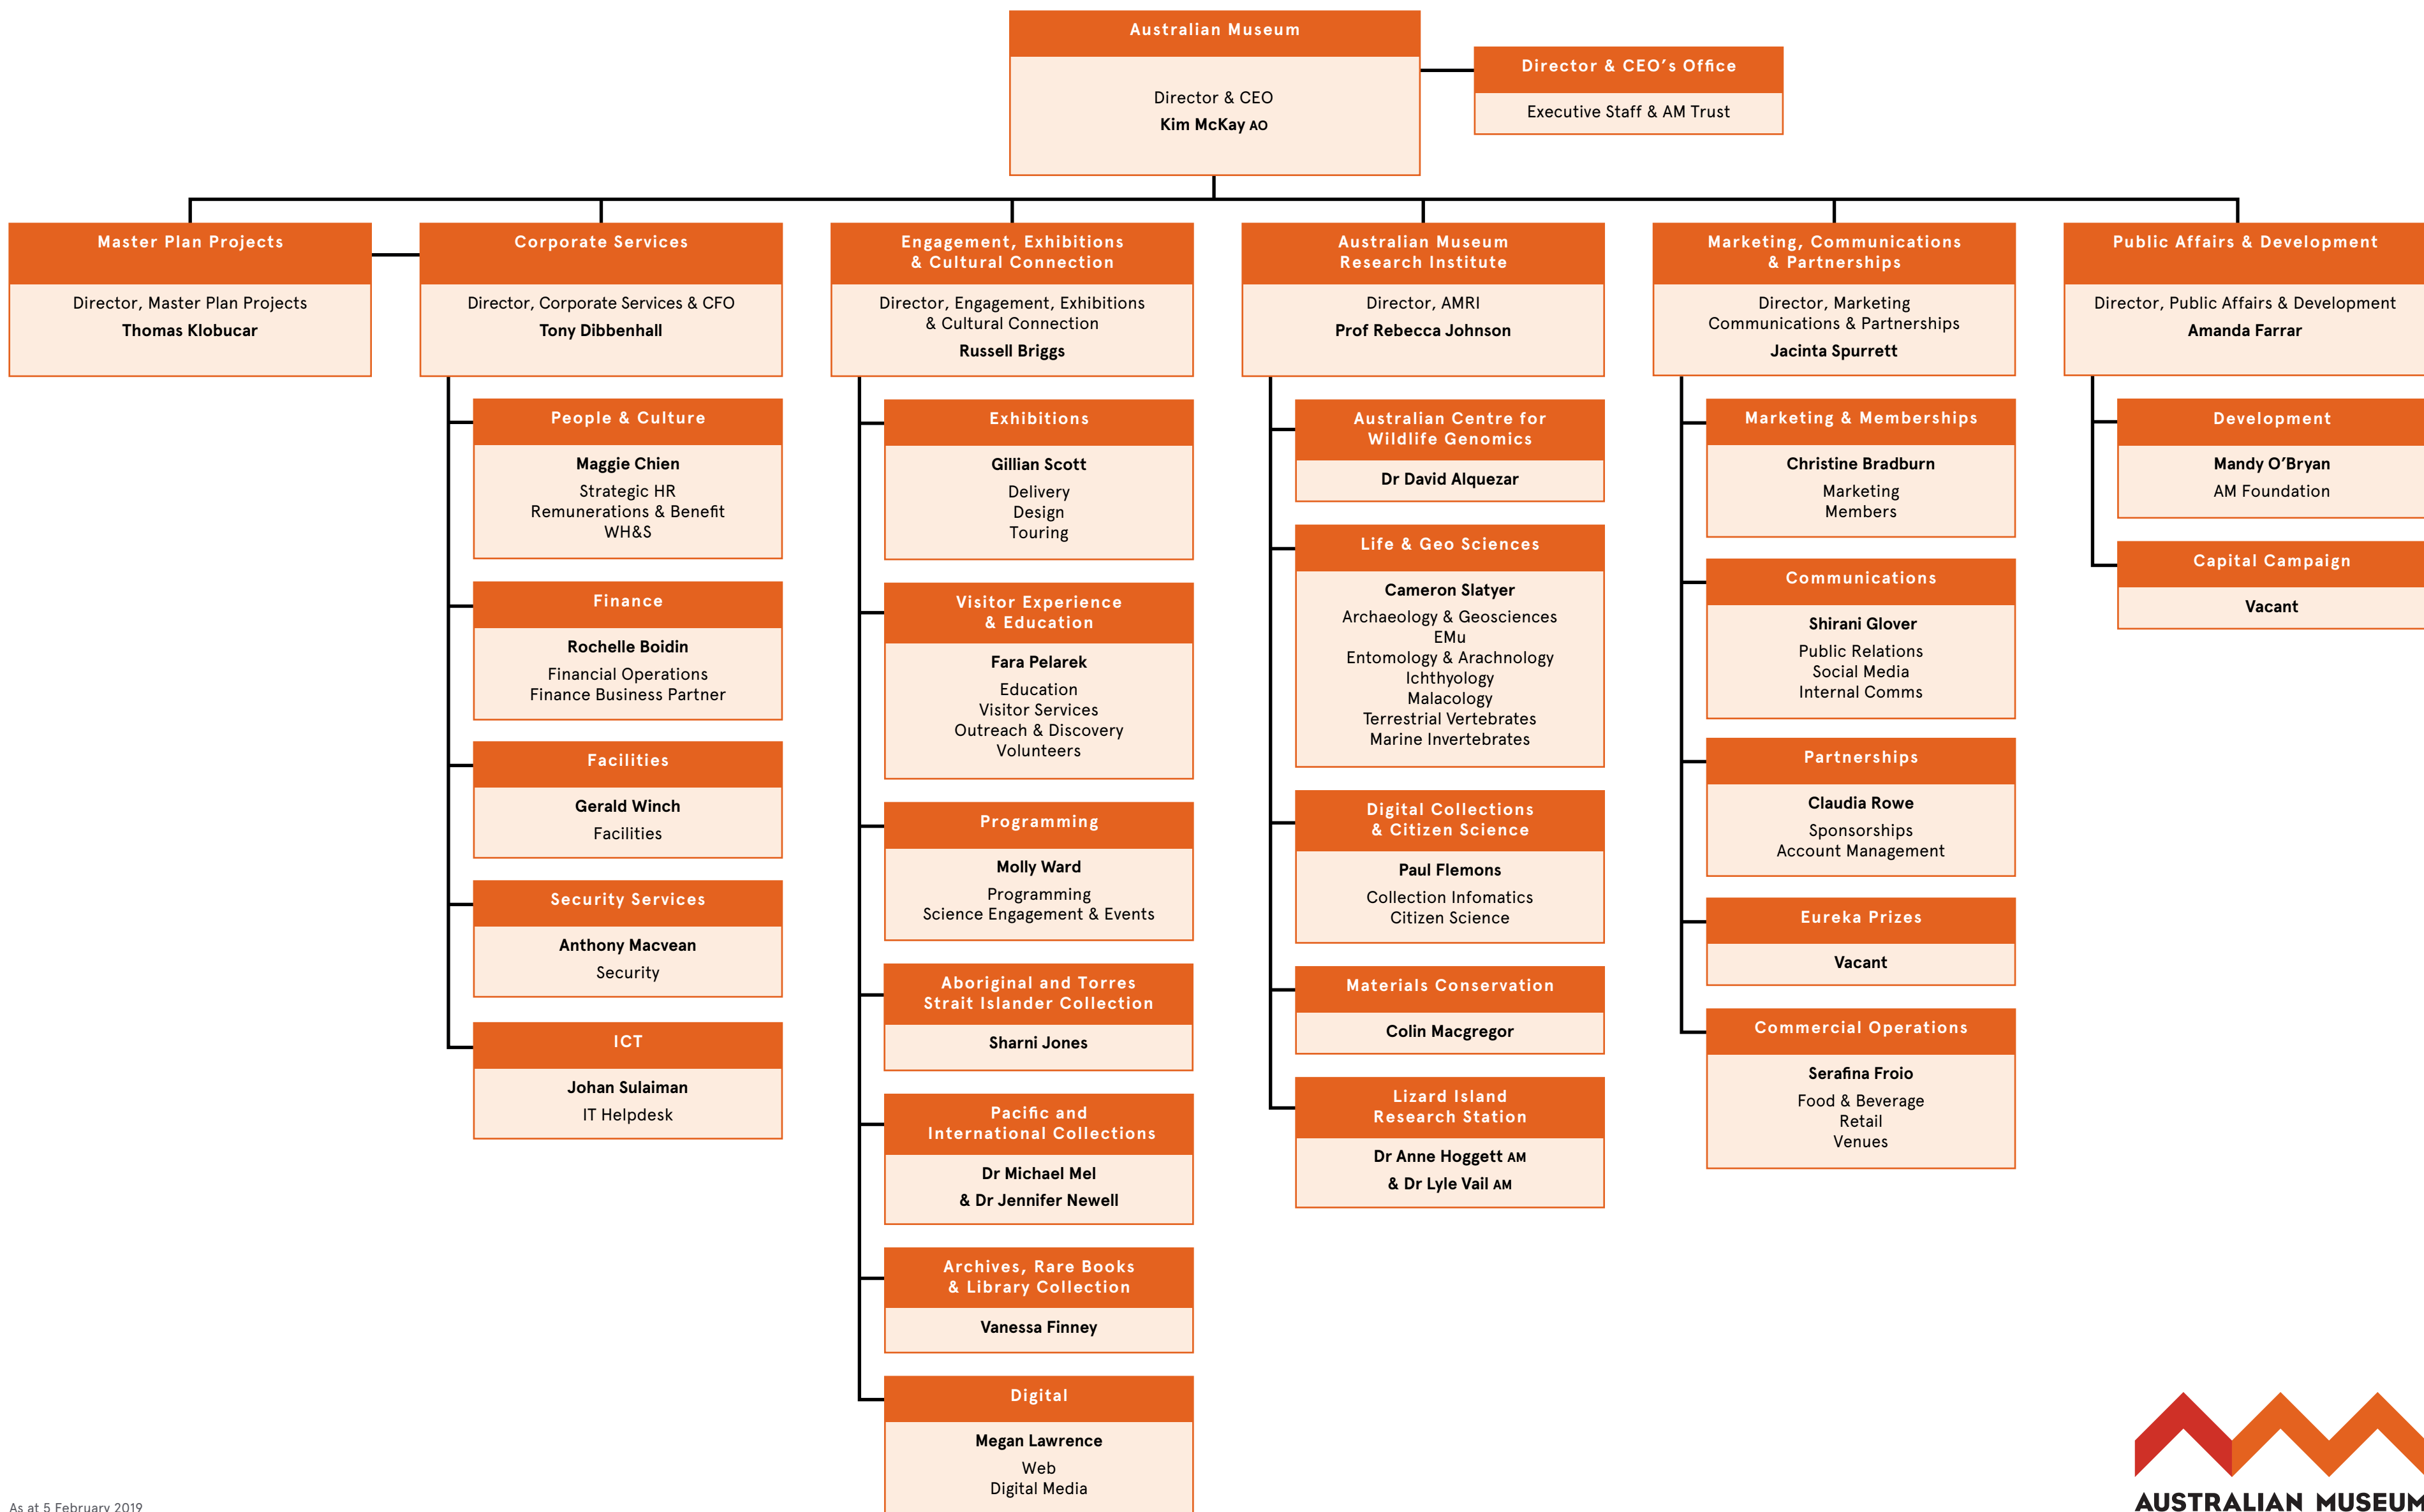 Australian Museum
Director & CEO
Kim McKay AO
Director & CEO's Office
Executive Staff & AM Trust
Master Plan Projects
Director, Master Plan Projects
Thomas Klobucar
Corporate Services
Director, Corporate Services & CFO
Tony Dibbenhall
People & Culture
Maggie Chien
Strategic HR
Remunerations & Benefit
WH&S
Finance
Rochelle Boidin
Financial Operations
Finance Business Partner
Facilities
Gerald Winch
Facilities
Security Services
Anthony Macvean
Security
ICT
Johan Sulaiman
IT Helpdesk
Engagement, Exhibitions
& Cultural Connection
Director, Engagement, Exhibitions
& Cultural Connection
Russell Briggs
Exhibitions
Gillian Scott
Delivery
Design
Touring
Visitor Experience
& Education
Fara Pelarek
Education
Visitor Services
Outreach & Discovery
Volunteers
Programming
Molly Ward
Programming
Science Engagement & Events
Aboriginal and Torres
Strait Islander Collection
Sharni Jones
Pacific and
International Collections
Dr Michael Mel
& Dr Jennifer Newell
Archives, Rare Books
& Library Collection
Vanessa Finney
Digital
Megan Lawrence
Web
Digital Media
Australian Museum
Research Institute
Director, AMRI
Prof Rebecca Johnson
Australian Centre for
Wildlife Genomics
Dr David Alquezar
Life & Geo Sciences
Cameron Slatyer
Archaeology & Geosciences
EMu
Entomology & Arachnology
Ichthyology
Malacology
Terrestrial Vertebrates
Marine Invertebrates
Digital Collections
& Citizen Science
Paul Flemons
Collection Infomatics
Citizen Science
Materials Conservation
Colin Macgregor
Lizard Island
Research Station
Dr Anne Hoggett AM
& Dr Lyle Vail AM
Marketing, Communications
& Partnerships
Director, Marketing
Communications & Partnerships
Jacinta Spurrett
Marketing & Memberships
Christine Bradburn
Marketing
Members
Communications
Shirani Glover
Public Relations
Social Media
Internal Comms
Partnerships
Claudia Rowe
Sponsorships
Account Management
Eureka Prizes
Vacant
Commercial Operations
Serafina Froio
Food & Beverage
Retail
Venues
Public Affairs & Development
Director, Public Affairs & Development
Amanda Farrar
Development
Mandy O'Bryan
AM Foundation
Capital Campaign
Vacant
As at 5 February 2019
AUSTRALIAN MUSEUM